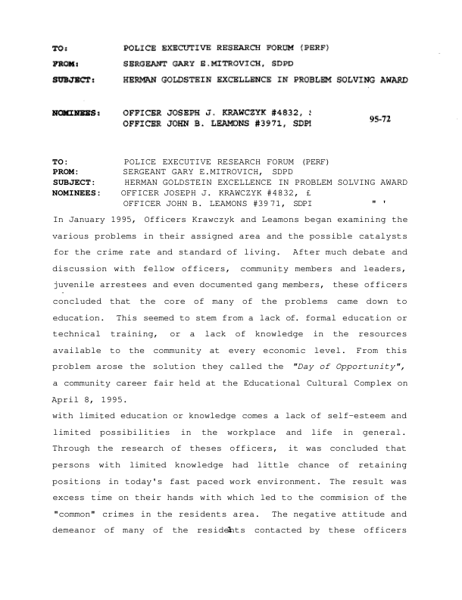 TO: POLICE EXECUTIVE RESEARCH FORUM (PERF)
FROM: SERGEANT GARY E.MITROVICH, SDPD
SUBJECT: HERMAN GOLDSTEIN EXCELLENCE IN PROBLEM SOLVING AWARD
NOMINEES: OFFICER JOSEPH J. KRAWCZYK #4832, :
OFFICER JOHN B. LEAMONS #3971, SDP!
95-72
TO: POLICE EXECUTIVE RESEARCH FORUM (PERF)
PROM: SERGEANT GARY E.MITROVICH, SDPD
SUBJECT: HERMAN GOLDSTEIN EXCELLENCE IN PROBLEM SOLVING AWARD
NOMINEES: OFFICER JOSEPH J. KRAWCZYK #4832, £
OFFICER JOHN B. LEAMONS #3971, SDPI " '
In January 1995, Officers Krawczyk and Leamons began examining the
various problems in their assigned area and the possible catalysts
for the crime rate and standard of living. After much debate and
discussion with fellow officers, community members and leaders,
juvenile arrestees and even documented gang members, these officers
concluded that the core of many of the problems came down to
education. This seemed to stem from a lack of. formal education or
technical training, or a lack of knowledge in the resources
available to the community at every economic level. From this
problem arose the solution they called the "Day of Opportunity",
a community career fair held at the Educational Cultural Complex on
April 8, 1995.
with limited education or knowledge comes a lack of self-esteem and
limited possibilities in the workplace and life in general.
Through the research of theses officers, it was concluded that
persons with limited knowledge had little chance of retaining
positions in today's fast paced work environment. The result was
excess time on their hands with which led to the commision of the
"common" crimes in the residents area. The negative attitude and
demeanor of many of the residents contacted by these officers
1